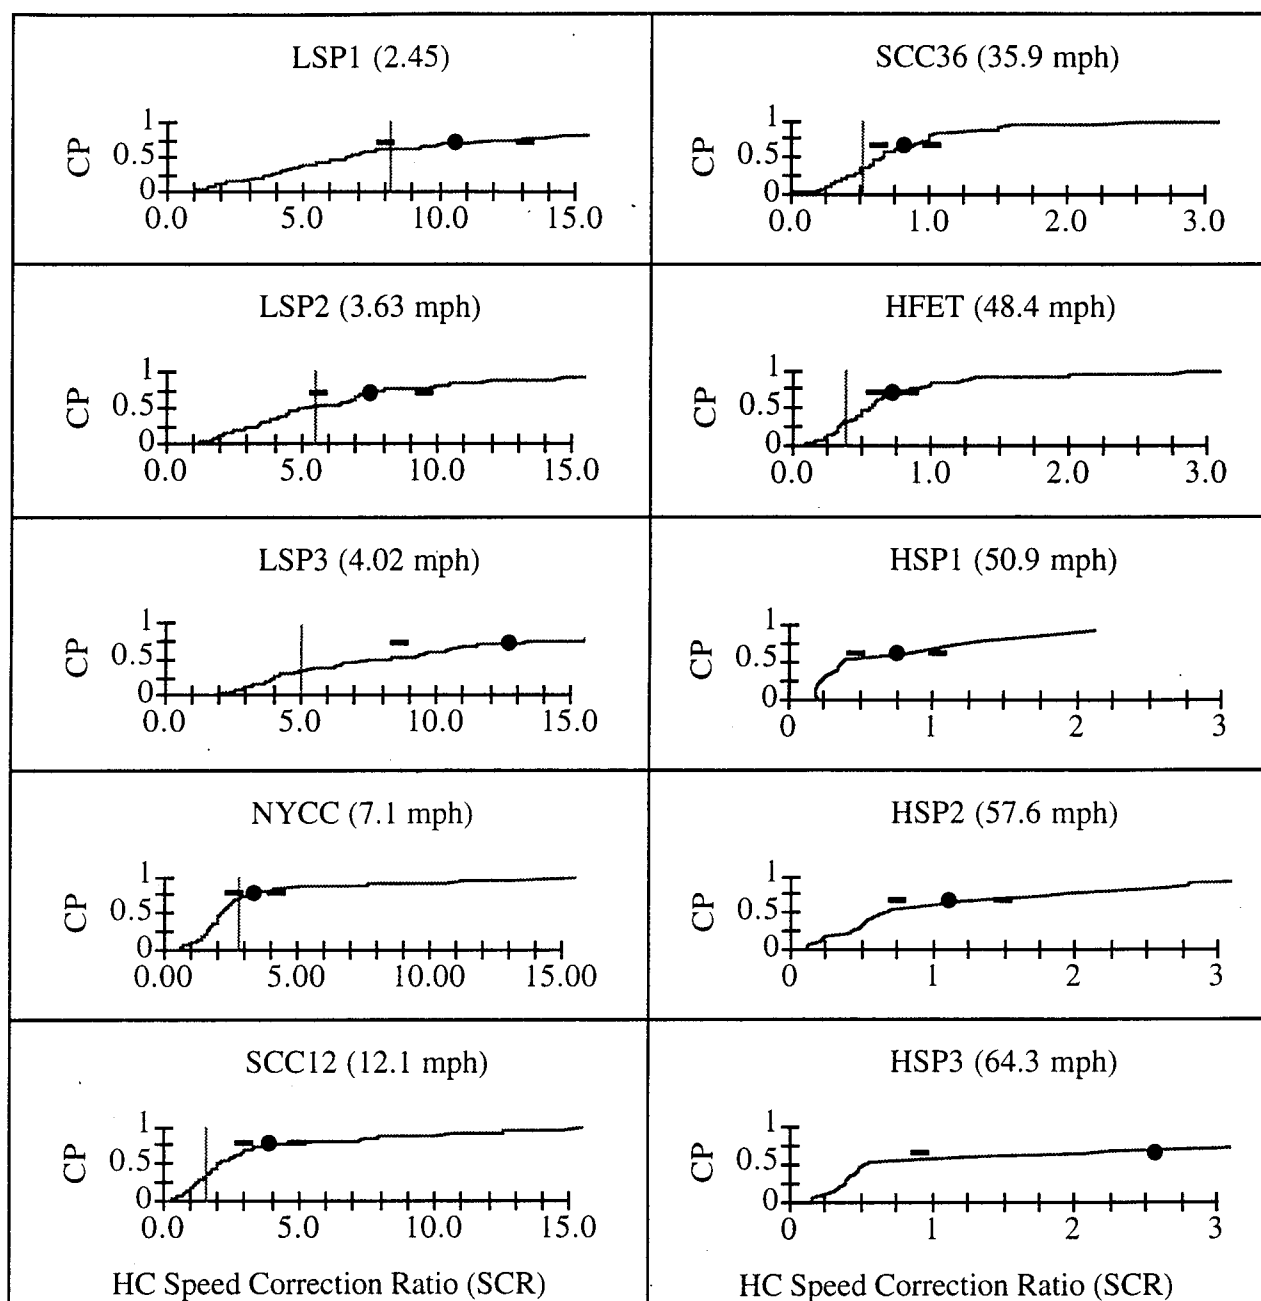 LSP1 (2.45)
CP
1
0.5
0
0.0 5.0 10.0 15.0
SCC36 (35.9 mph)
CP
1
0.5
0
0.0 1.0 2.0 3.0
LSP2 (3.63 mph)
CP
1
0.5
0
0.0 5.0 10.0 15.0
HFET (48.4 mph)
CP
1
0.5
0
0.0 1.0 2.0 3.0
LSP3 (4.02 mph)
CP
1
0.5
0
0.0 5.0 10.0 15.0
HSP1 (50.9 mph)
CP
1
0.5
0
0 1 2 3
NYCC (7.1 mph)
CP
1
0.5
0
0.00 5.00 10.00 15.00
HSP2 (57.6 mph)
CP
1
0.5
0
0 1 2 3
SCC12 (12.1 mph)
CP
1
0.5
0
0.0 5.0 10.0 15.0
HC Speed Correction Ratio (SCR)
HSP3 (64.3 mph)
CP
1
0.5
0
0 1 2 3
HC Speed Correction Ratio (SCR)